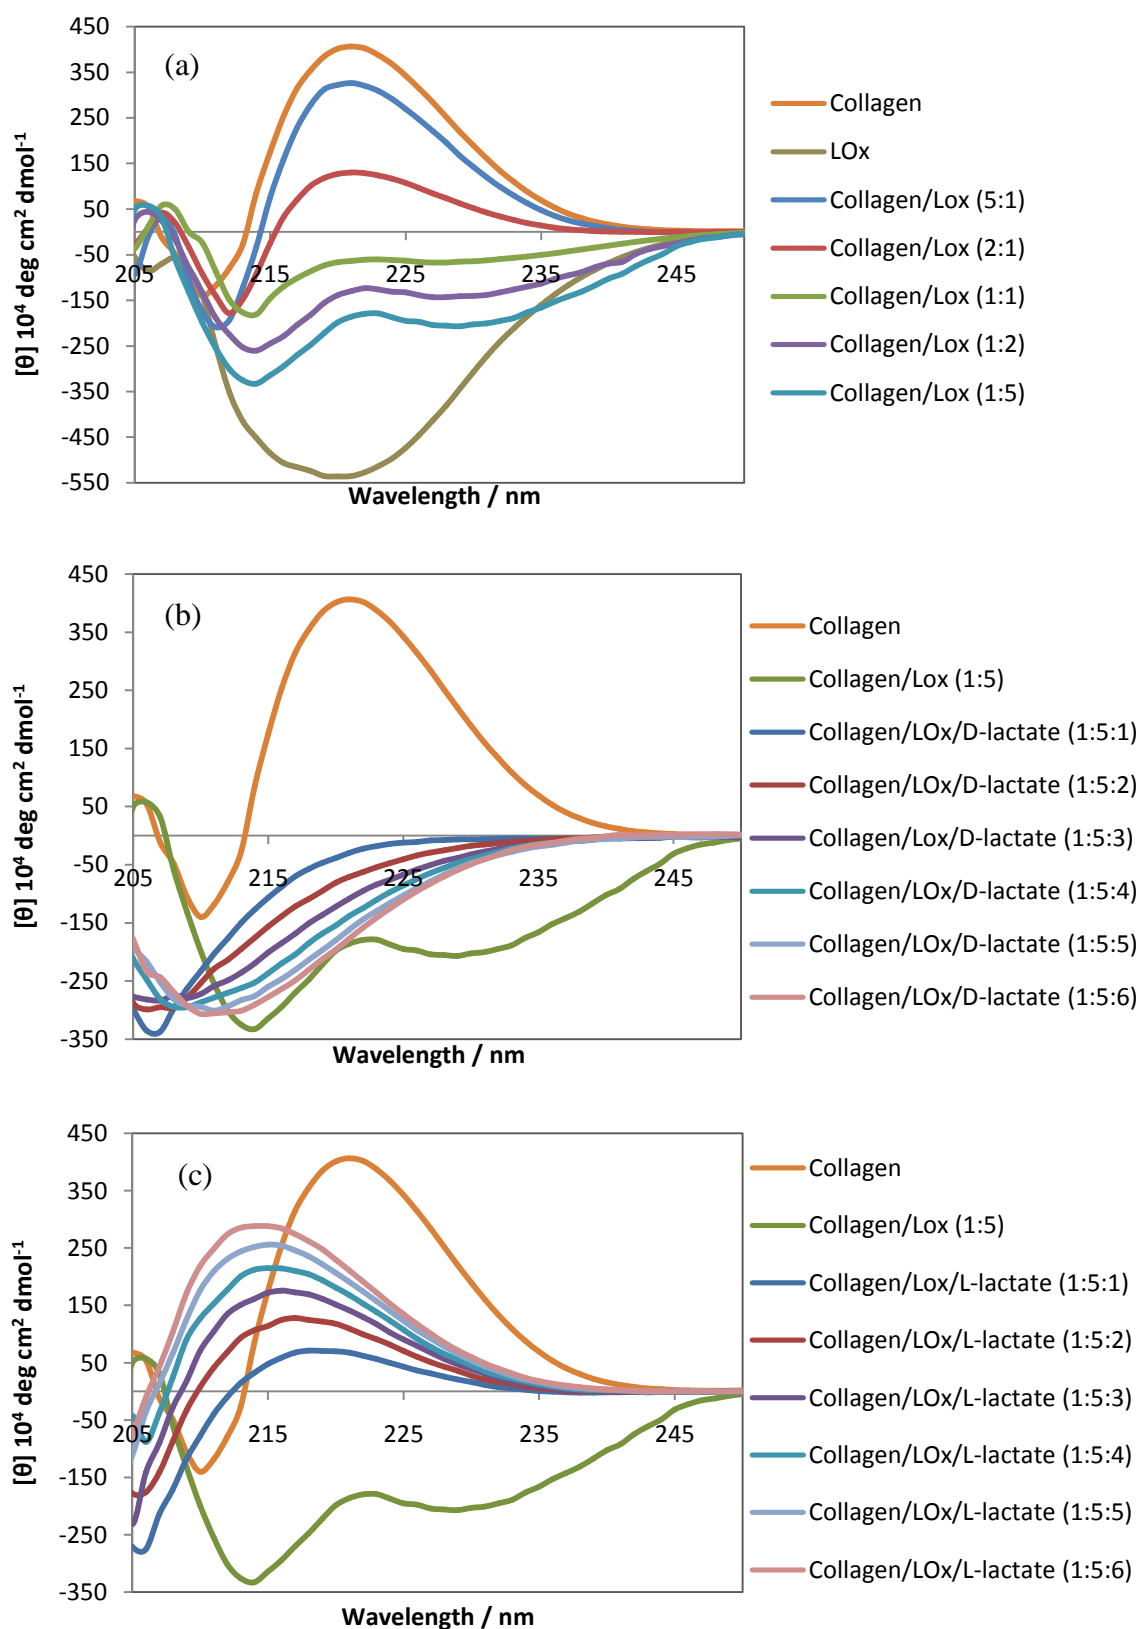 (a)
450
350
250
150
50
-50
-150
-250
-350
-450
-550
205
215
225
235
245
[θ] 10⁴ deg cm² dmol⁻¹
Wavelength / nm
Collagen
LOx
Collagen/Lox (5:1)
Collagen/Lox (2:1)
Collagen/Lox (1:1)
Collagen/Lox (1:2)
Collagen/Lox (1:5)
(b)
450
350
250
150
50
-50
-150
-250
-350
205
215
225
235
245
[θ] 10⁴ deg cm² dmol⁻¹
Wavelength / nm
Collagen
Collagen/Lox (1:5)
Collagen/LOx/D-lactate (1:5:1)
Collagen/LOx/D-lactate (1:5:2)
Collagen/Lox/D-lactate (1:5:3)
Collagen/LOx/D-lactate (1:5:4)
Collagen/LOx/D-lactate (1:5:5)
Collagen/LOx/D-lactate (1:5:6)
(c)
450
350
250
150
50
-50
-150
-250
-350
205
215
225
235
245
[θ] 10⁴ deg cm² dmol⁻¹
Wavelength / nm
Collagen
Collagen/Lox (1:5)
Collagen/Lox/L-lactate (1:5:1)
Collagen/LOx/L-lactate (1:5:2)
Collagen/LOx/L-lactate (1:5:3)
Collagen/LOx/L-lactate (1:5:4)
Collagen/LOx/L-lactate (1:5:5)
Collagen/LOx/L-lactate (1:5:6)